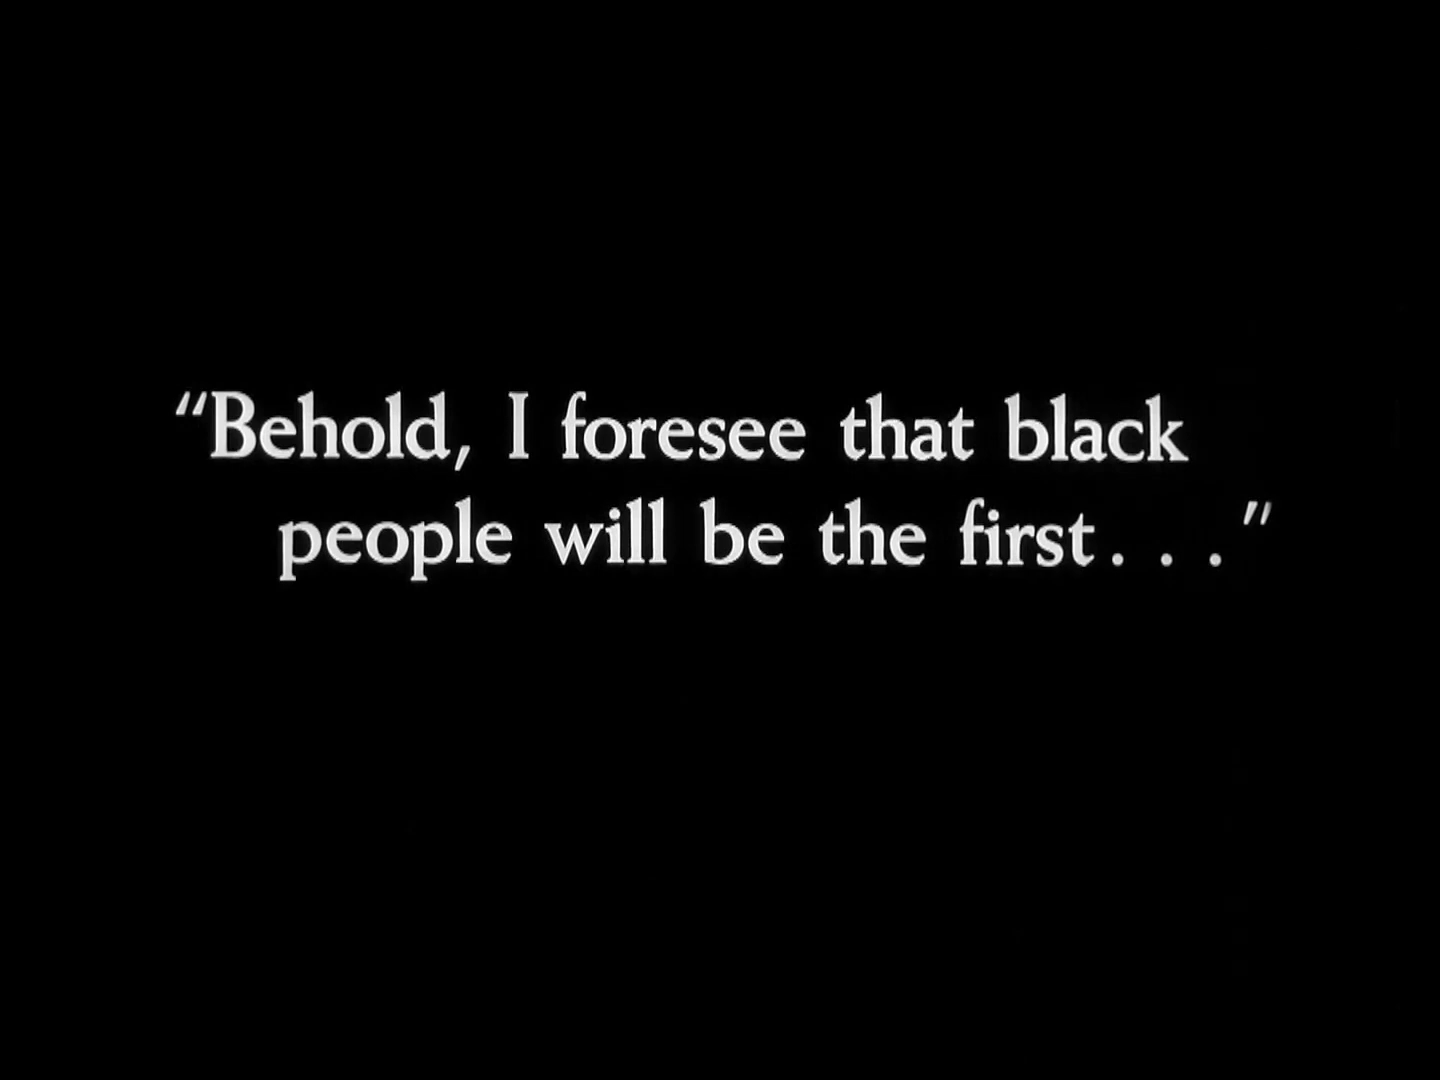 “Behold, I foresee that black
people will be the first. . .”